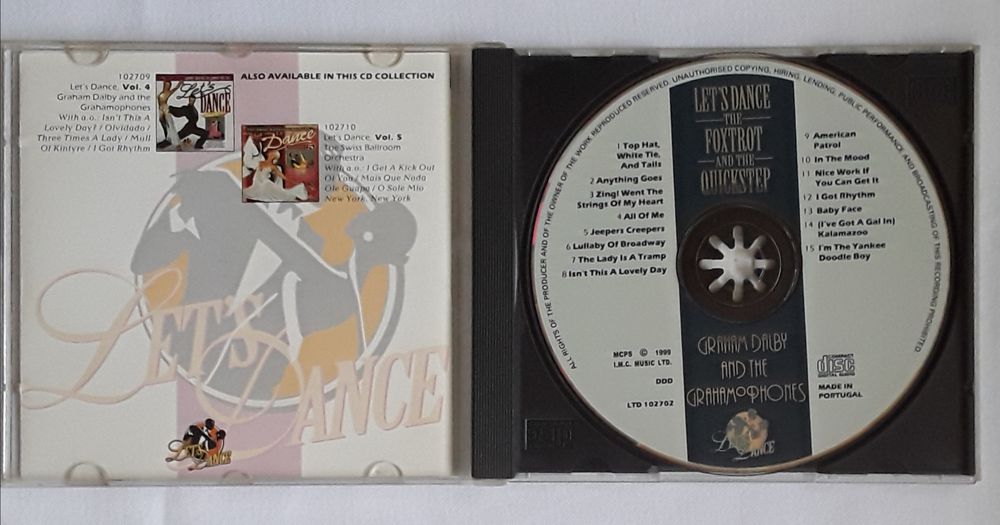 ALSO AVAILABLE IN THIS CD COLLECTION
102709
Let's Dance, Vol. 4
Graham Dalby and the
Grahamophones
With a.o.: Isn't This A
Lovely Day? / Olvidado /
Three Times A Lady / Mull
Of Kintyre / I Got Rhythm
Let's
DANCE
102710
Let's Dance, Vol. 5
The Swiss Ballroom
Orchestra
With a.o.: I Get A Kick Out
Of You / Mais Que Nada
Ole Guapa / O Sole Mio
New York, New York
Dance
LET'S
DANCE
LET'S
DANCE
ALL RIGHTS OF THE PRODUCER AND OF THE OWNER OF THE WORK REPRODUCED RESERVED. UNAUTHORISED COPYING, HIRING, LENDING, PUBLIC PERFORMANCE AND BROADCASTING OF THIS RECORDING PROHIBITED
LET'S DANCE
THE
FOXTROT
AND THE
QUICKSTEP
1 Top Hat,
White Tie,
And Tails
2 Anything Goes
3 Zing! Went The
Strings Of My Heart
4 All Of Me
5 Jeepers Creepers
6 Lullaby Of Broadway
7 The Lady Is A Tramp
8 Isn't This A Lovely Day
9 American
Patrol
10 In The Mood
11 Nice Work If
You Can Get It
12 I Got Rhythm
13 Baby Face
14 (I've Got A Gal In)
Kalamazoo
15 I'm The Yankee
Doodle Boy
MCPS © 1999
I.M.C. MUSIC LTD.
DDD
LTD 102702
GRAHAM DALBY
AND THE
GRAHAMOPHONES
COMPACT
disc
DIGITAL AUDIO
MADE IN
PORTUGAL
LET'S
DANCE